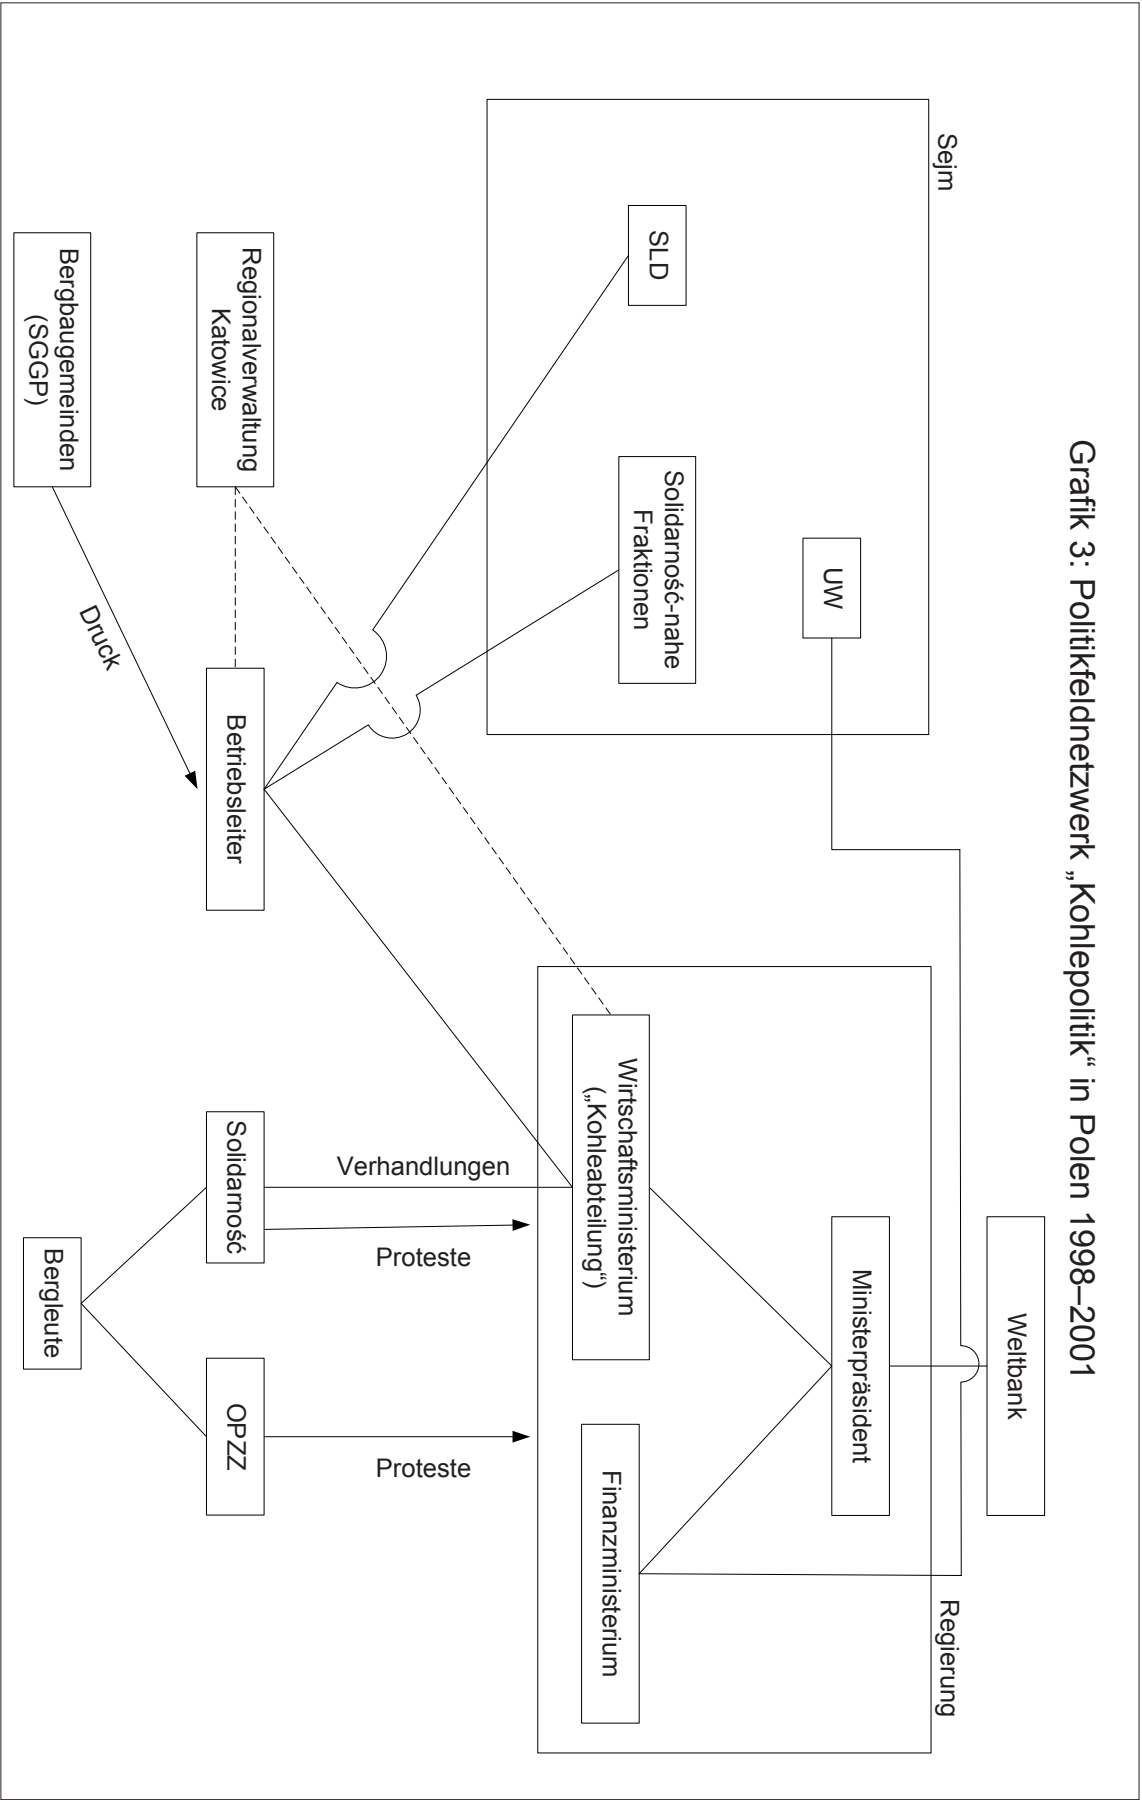 Grafik 3: Politikfeldnetzwerk „Kohlepolitik“ in Polen 1998–2001
Weltbank
Sejm
Regierung
UW
Ministerpräsident
SLD
Solidarność-nahe
Fraktionen
Wirtschaftsministerium
(„Kohleabteilung“)
Finanzministerium
Verhandlungen
Proteste
Proteste
Regionalverwaltung
Katowice
Betriebsleiter
Solidarność
OPZZ
Druck
Bergbaugemeinden
(SGGP)
Bergleute